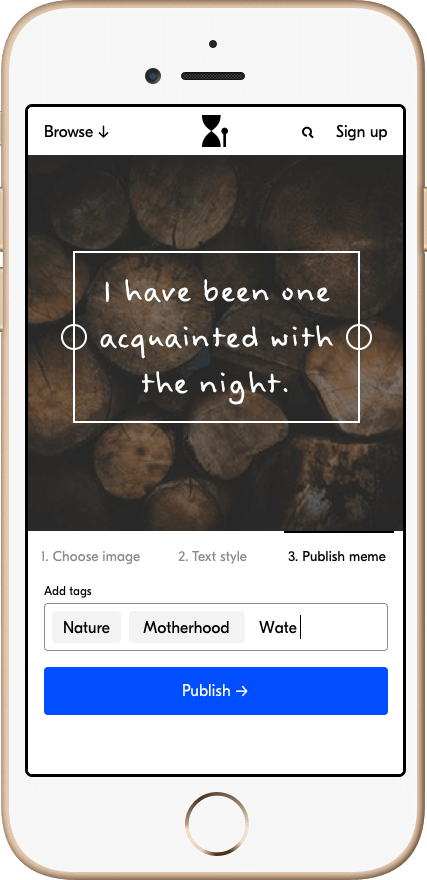 Browse ↓
Sign up
I have been one
acquainted with
the night.
1. Choose image
2. Text style
3. Publish meme
Add tags
Nature
Motherhood
Wate
Publish →